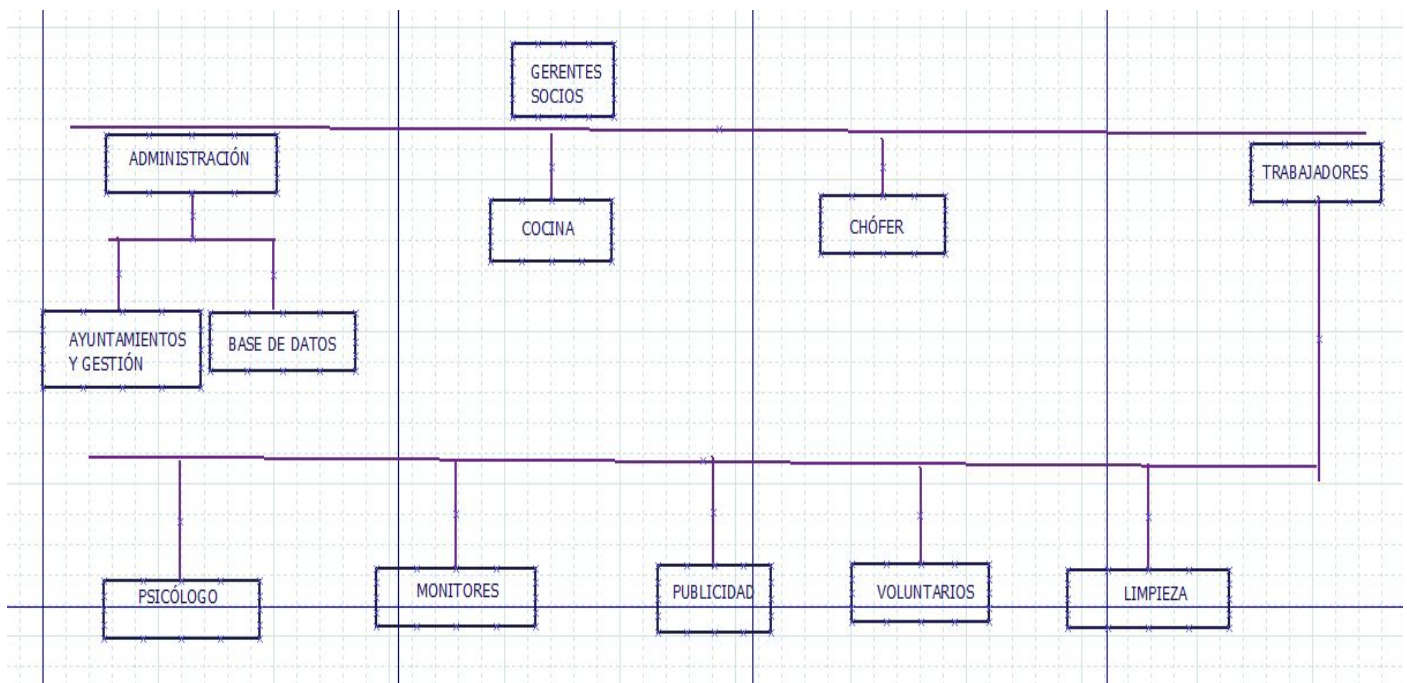 GERENTES
SOCIOS
ADMINISTRACIÓN
TRABAJADORES
COCINA
CHÓFER
AYUNTAMIENTOS
Y GESTIÓN
BASE DE DATOS
PSICÓLOGO
MONITORES
PUBLICIDAD
VOLUNTARIOS
LIMPIEZA